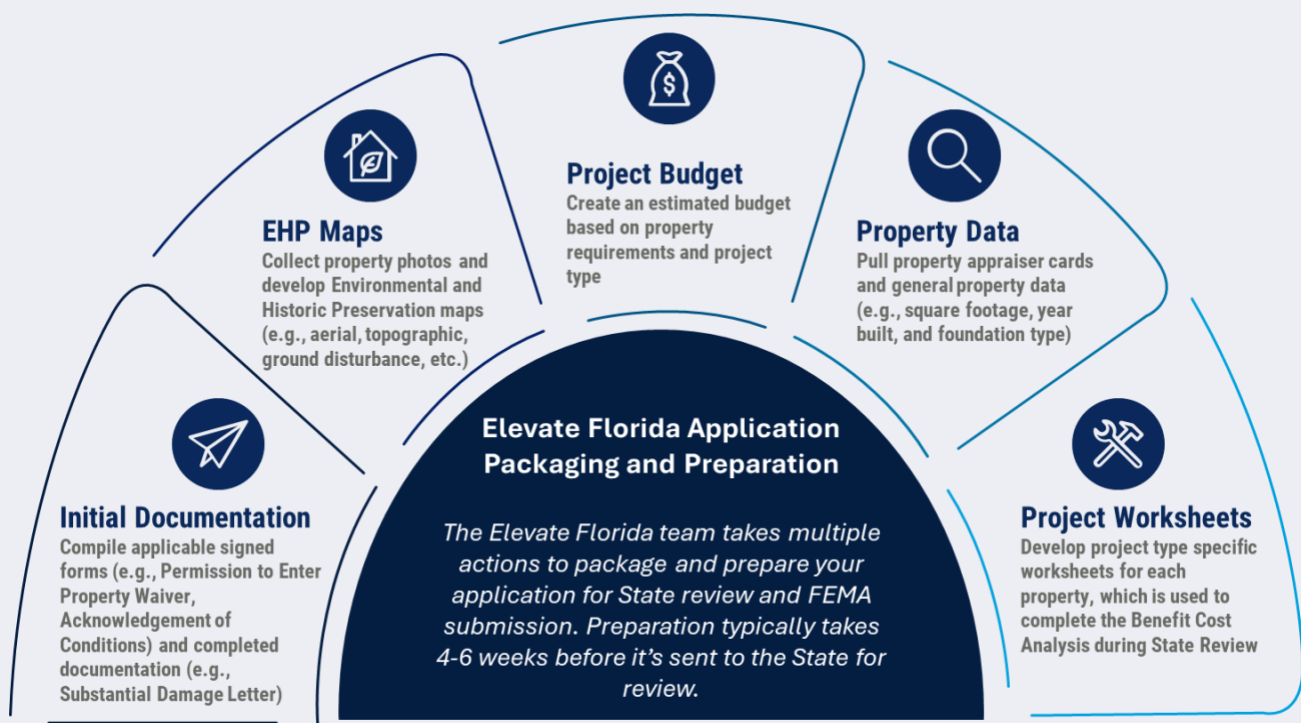 Project Budget
Create an estimated budget
based on property
requirements and project
type
EHP Maps
Collect property photos and
develop Environmental and
Historic Preservation maps
(e.g., aerial, topographic,
ground disturbance, etc.)
Property Data
Pull property appraiser cards
and general property data
(e.g., square footage, year
built, and foundation type)
Initial Documentation
Compile applicable signed
forms (e.g., Permission to Enter
Property Waiver,
Acknowledgement of
Conditions) and completed
documentation (e.g.,
Substantial Damage Letter)
Elevate Florida Application
Packaging and Preparation
The Elevate Florida team takes multiple
actions to package and prepare your
application for State review and FEMA
submission. Preparation typically takes
4-6 weeks before it's sent to the State for
review.
Project Worksheets
Develop project type specific
worksheets for each
property, which is used to
complete the Benefit Cost
Analysis during State Review